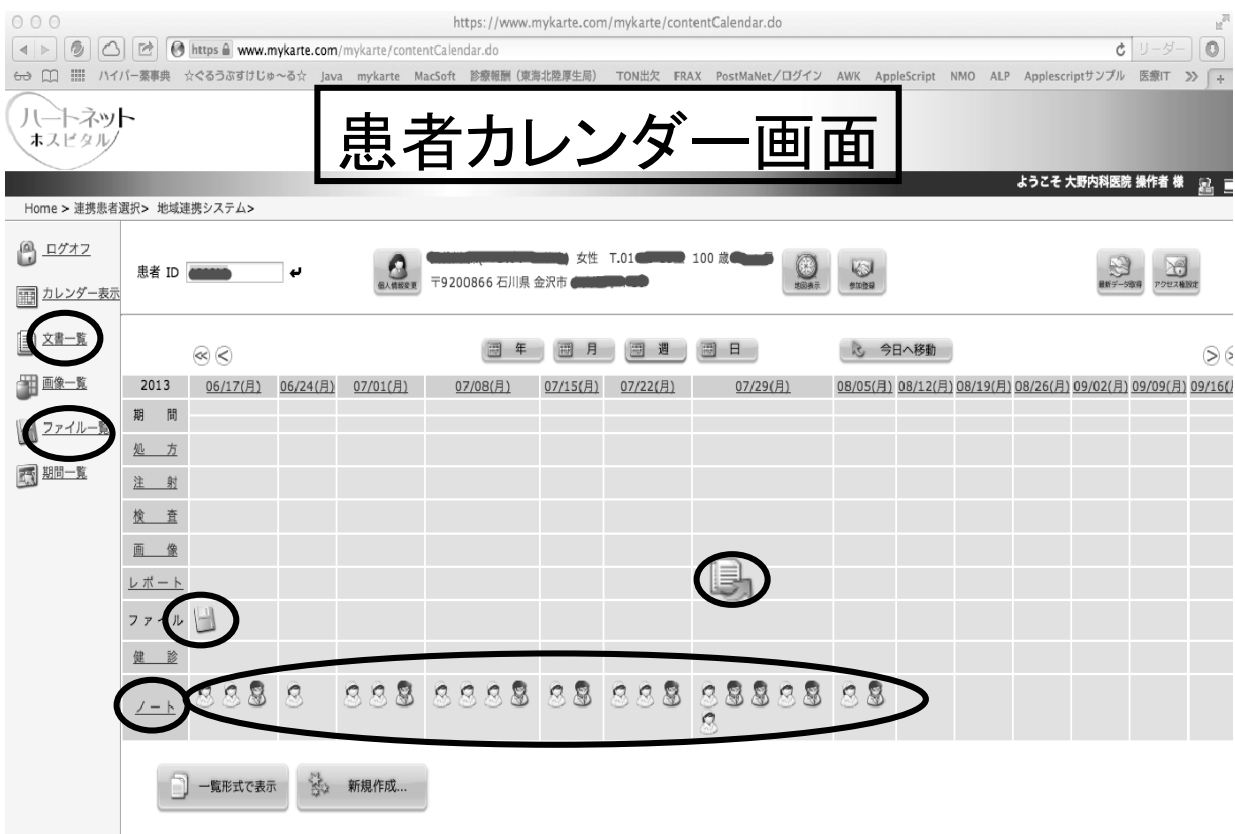 https://www.mykarte.com/mykarte/contentCalendar.do
https www.mykarte.com/mykarte/contentCalendar.do
リーダー
ハイパー薬事典 ☆ぐるうぷすけじゅ〜る☆ Java mykarte MacSoft 診療報酬（東海北陸厚生局） TON出欠 FRAX PostMaNet/ログイン AWK AppleScript NMO ALP Applescriptサンプル 医療IT
ハートネット
ホスピタル
患者カレンダー画面
ようこそ 大野内科医院 操作者 様
Home > 連携患者選択> 地域連携システム>
ログオフ
カレンダー表示
文書一覧
画像一覧
ファイル一覧
期間一覧
患者 ID
個人情報変更
女性 T.01 100 歳
〒9200866 石川県 金沢市
地図表示
参加登録
最新データ取得
アクセス権設定
年 月 週 日 今日へ移動
2013 06/17(月) 06/24(月) 07/01(月) 07/08(月) 07/15(月) 07/22(月) 07/29(月) 08/05(月) 08/12(月) 08/19(月) 08/26(月) 09/02(月) 09/09(月) 09/16(
期 間
処 方
注 射
検 査
画 像
レポート
ファイル
健 診
ノート
一覧形式で表示 新規作成...